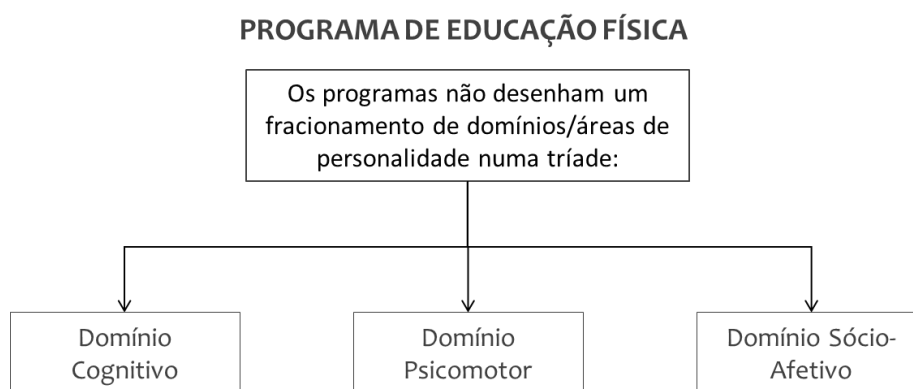 PROGRAMA DE EDUCAÇÃO FÍSICA
Os programas não desenham um
fracionamento de domínios/áreas de
personalidade numa tríade:
Domínio
Cognitivo
Domínio
Psicomotor
Domínio Sócio-
Afetivo